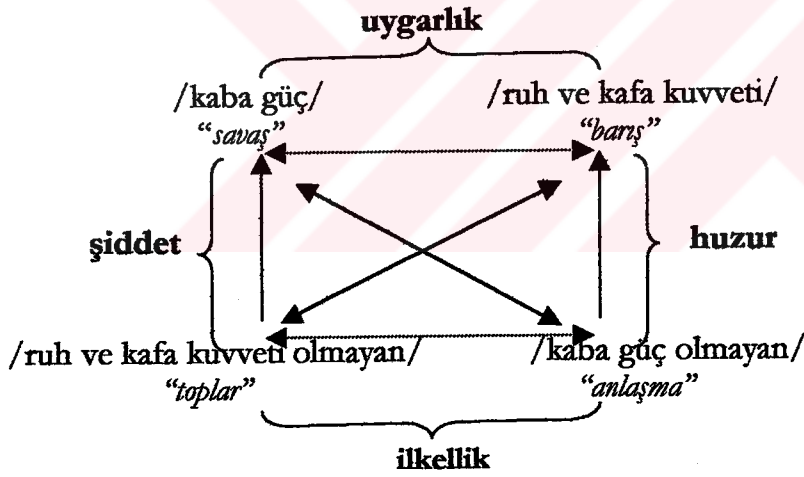 uygarlık
/kaba güç/ /ruh ve kafa kuvveti/
“savaş” “barış”
şiddet huzur
/ruh ve kafa kuvveti olmayan/ /kaba güç olmayan/
“toplar” “anlaşma”
ilkellik